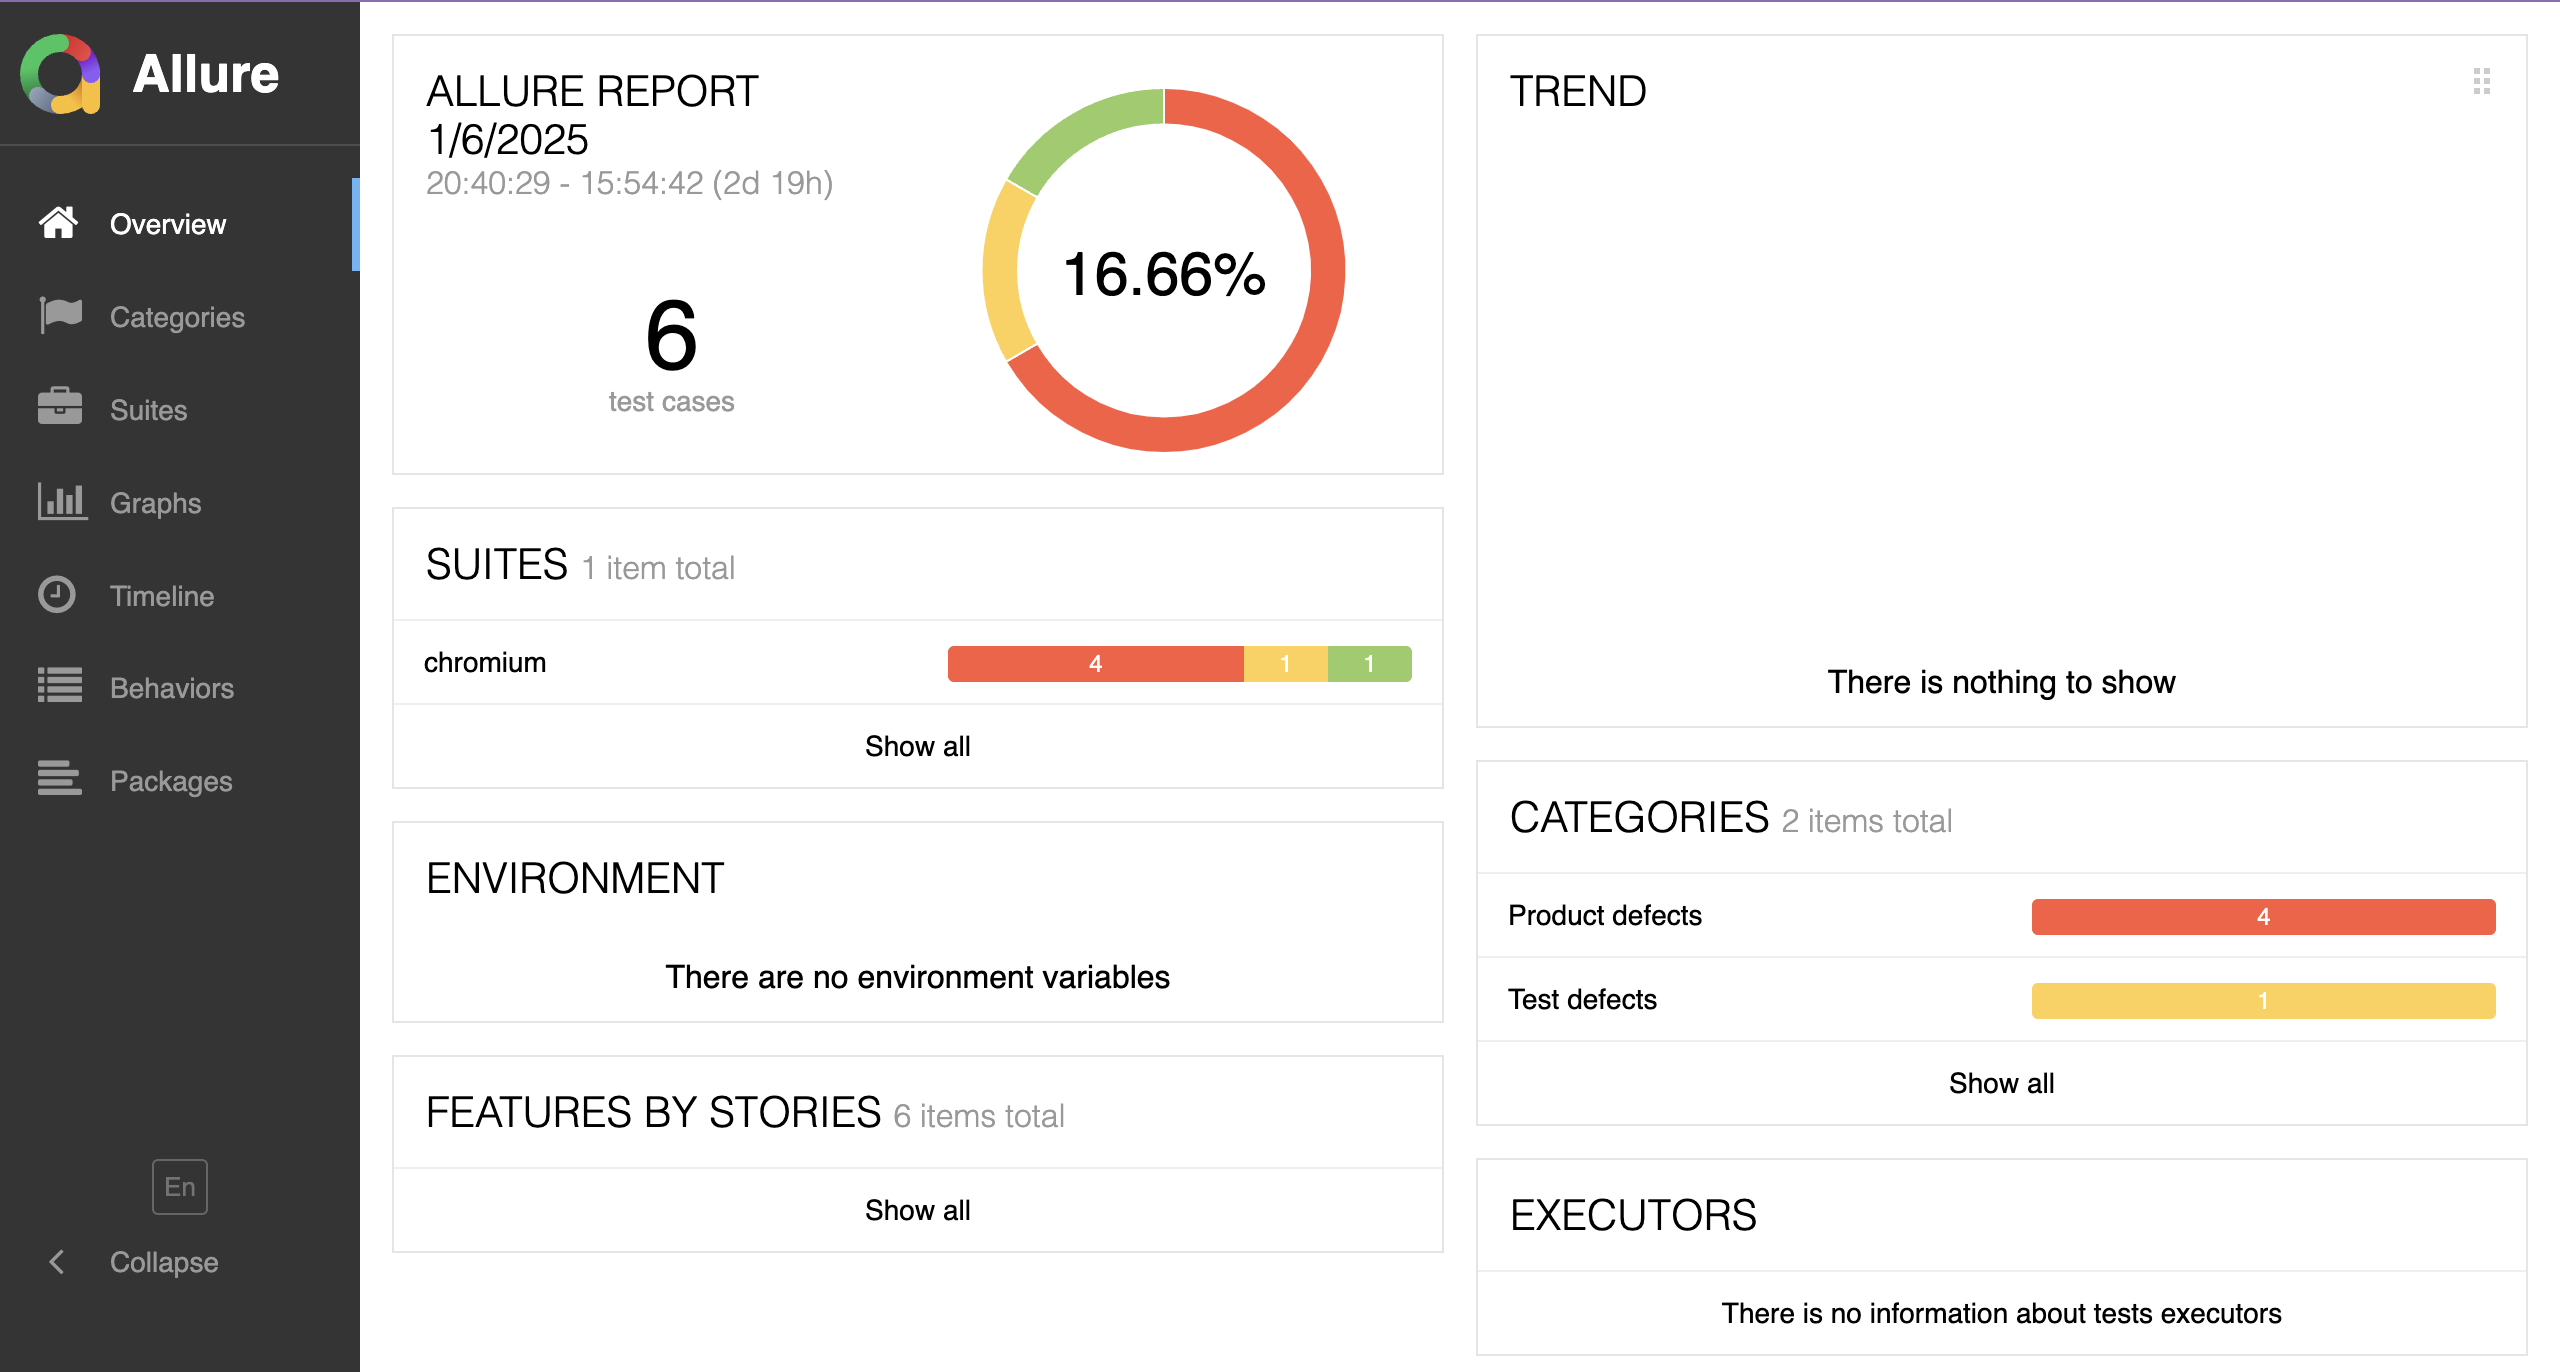 Allure
Overview
Categories
Suites
Graphs
Timeline
Behaviors
Packages
En
Collapse
ALLURE REPORT
1/6/2025
20:40:29 - 15:54:42 (2d 19h)
6
test cases
16.66%
SUITES 1 item total
chromium 4 1 1
Show all
ENVIRONMENT
There are no environment variables
FEATURES BY STORIES 6 items total
Show all
TREND
There is nothing to show
CATEGORIES 2 items total
Product defects 4
Test defects 1
Show all
EXECUTORS
There is no information about tests executors